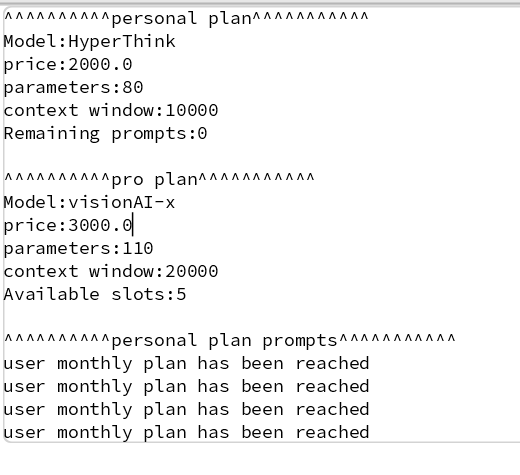 ^^^^^^^^^^personal plan^^^^^^^^^^^
Model:HyperThink
price:2000.0
parameters:80
context window:10000
Remaining prompts:0

^^^^^^^^^^pro plan^^^^^^^^^^^
Model:visionAI-x
price:3000.0
parameters:110
context window:20000
Available slots:5

^^^^^^^^^^personal plan prompts^^^^^^^^^^^
user monthly plan has been reached
user monthly plan has been reached
user monthly plan has been reached
user monthly plan has been reached